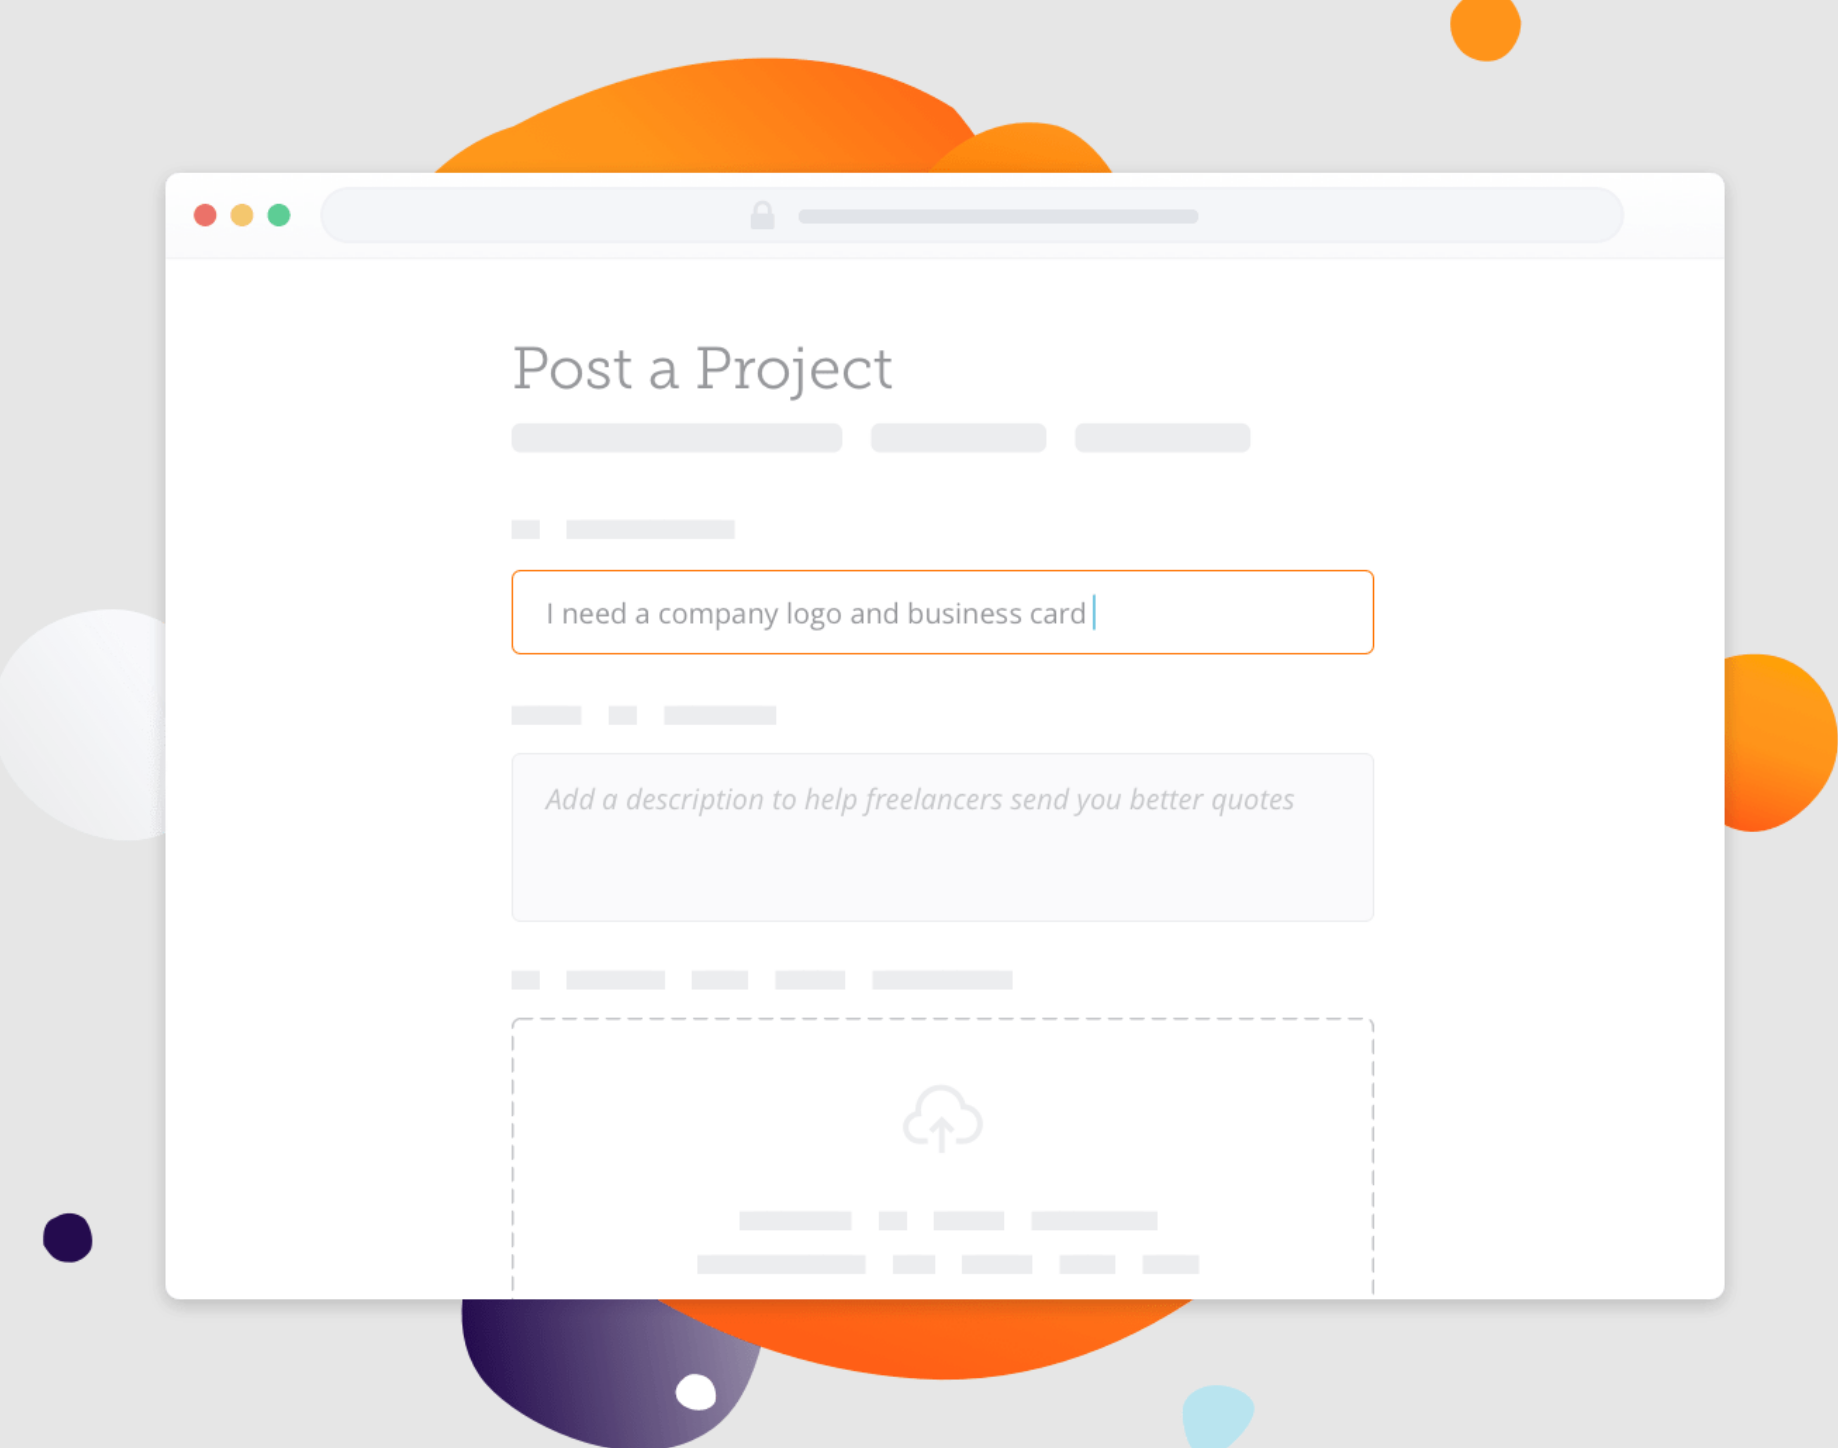 Post a Project
I need a company logo and business card
Add a description to help freelancers send you better quotes